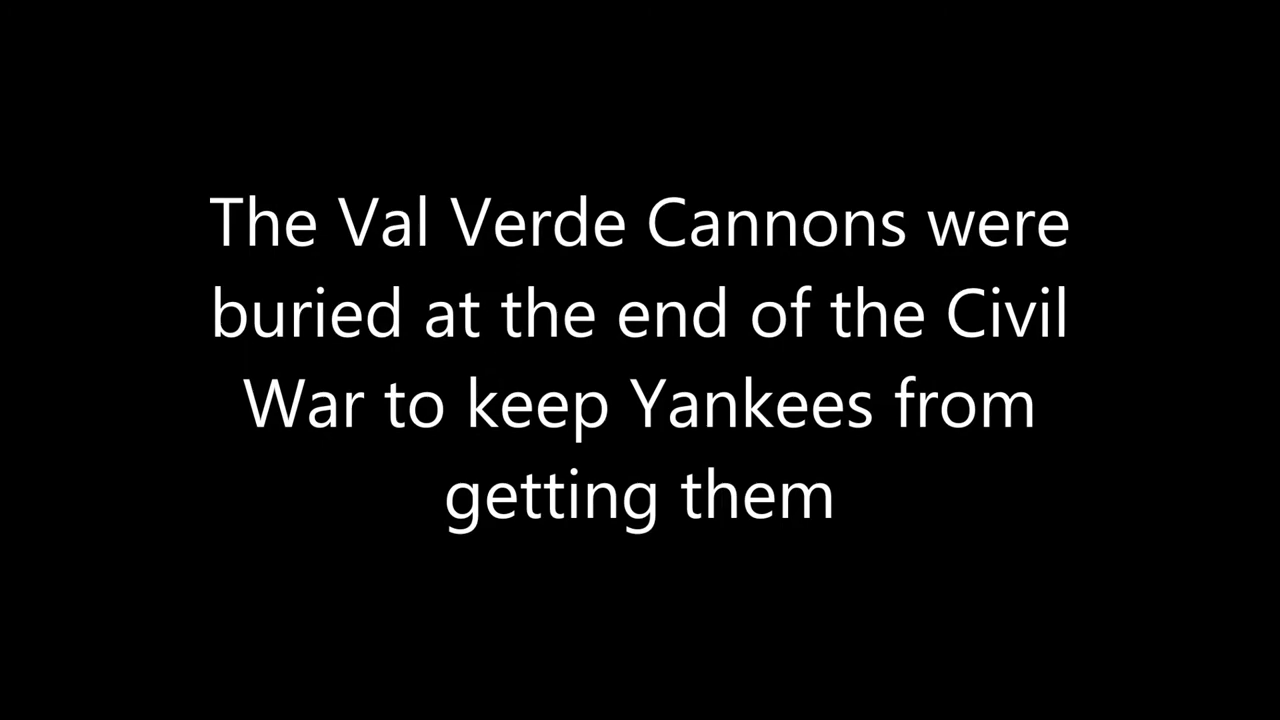 The Val Verde Cannons were
buried at the end of the Civil
War to keep Yankees from
getting them